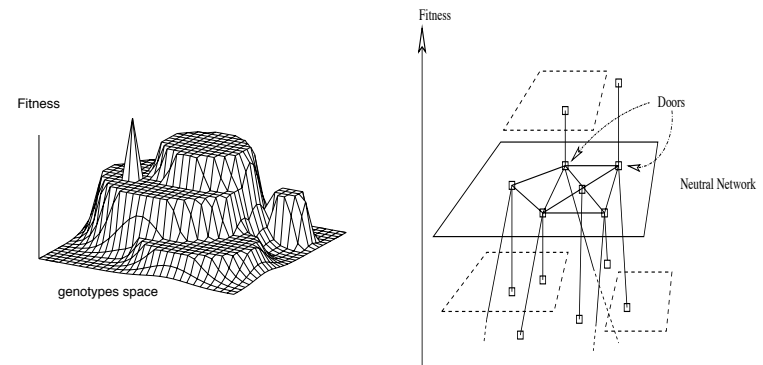 Fitness
genotypes space
Fitness
Doors
Neutral Network